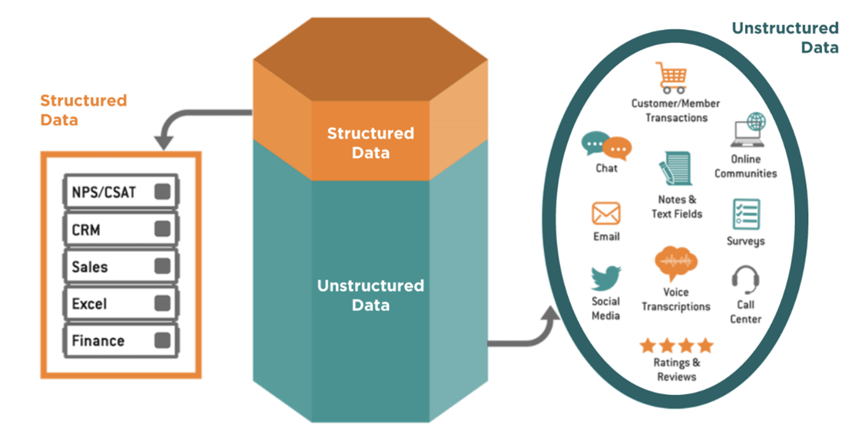 Structured
Data
NPS/CSAT
CRM
Sales
Excel
Finance
Structured
Data
Unstructured
Data
Unstructured
Data
Customer/Member
Transactions
Chat
Online
Communities
Notes &
Text Fields
Email
Surveys
Social
Media
Voice
Transcriptions
Call
Center
Ratings &
Reviews